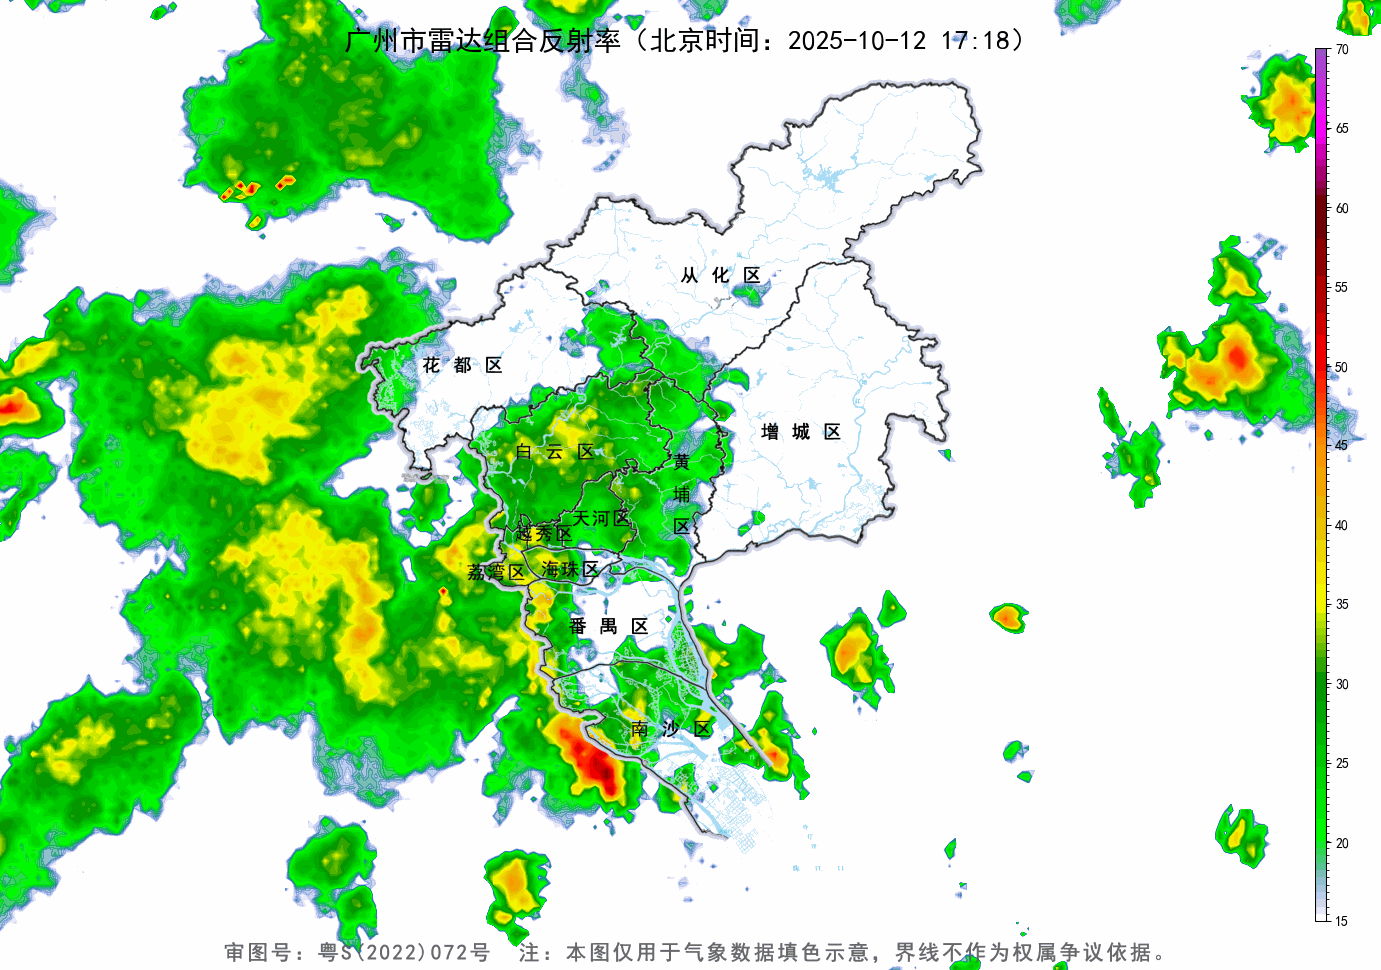 广州市雷达组合反射率（北京时间：2025-10-12 17:18）
70
65
60
55
50
45
40
35
30
25
20
15
从 化 区
花 都 区
增 城 区
白 云 区
黄
埔
区
天河区
越秀区
荔湾区
海珠区
番 禺 区
南 沙 区
审图号：粤S(2022)072号 注：本图仅用于气象数据填色示意，界线不作为权属争议依据。